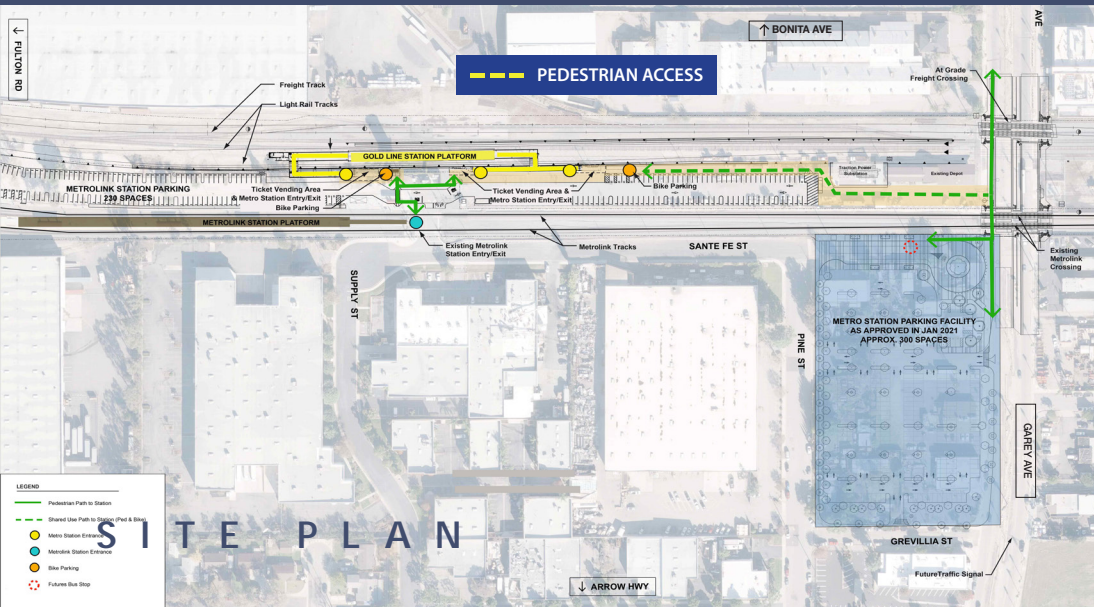 ← FULTON RD
↑ BONITA AVE
AVE
PEDESTRIAN ACCESS
At Grade
Freight Crossing
Freight Track
Light Rail Tracks
GOLD LINE STATION PLATFORM
METROLINK STATION PARKING
230 SPACES
Ticket Vending Area
& Metro Station Entry/Exit
Bike Parking
Ticket Vending Area &
Metro Station Entry/Exit
Bike Parking
Traction Power
Substation
Existing Depot
METROLINK STATION PLATFORM
Existing Metrolink
Station Entry/Exit
Metrolink Tracks
SANTE FE ST
Existing
Metrolink
Crossing
SUPPLY ST
PINE ST
METRO STATION PARKING FACILITY
AS APPROVED IN JAN 2021
APPROX. 300 SPACES
GAREY AVE
LEGEND
Pedestrian Path to Station
Shared Use Path to Station (Ped & Bike)
Metro Station Entrance
Metrolink Station Entrance
Bike Parking
Futures Bus Stop
SITE PLAN
GREVILLIA ST
FutureTraffic Signal
↓ ARROW HWY